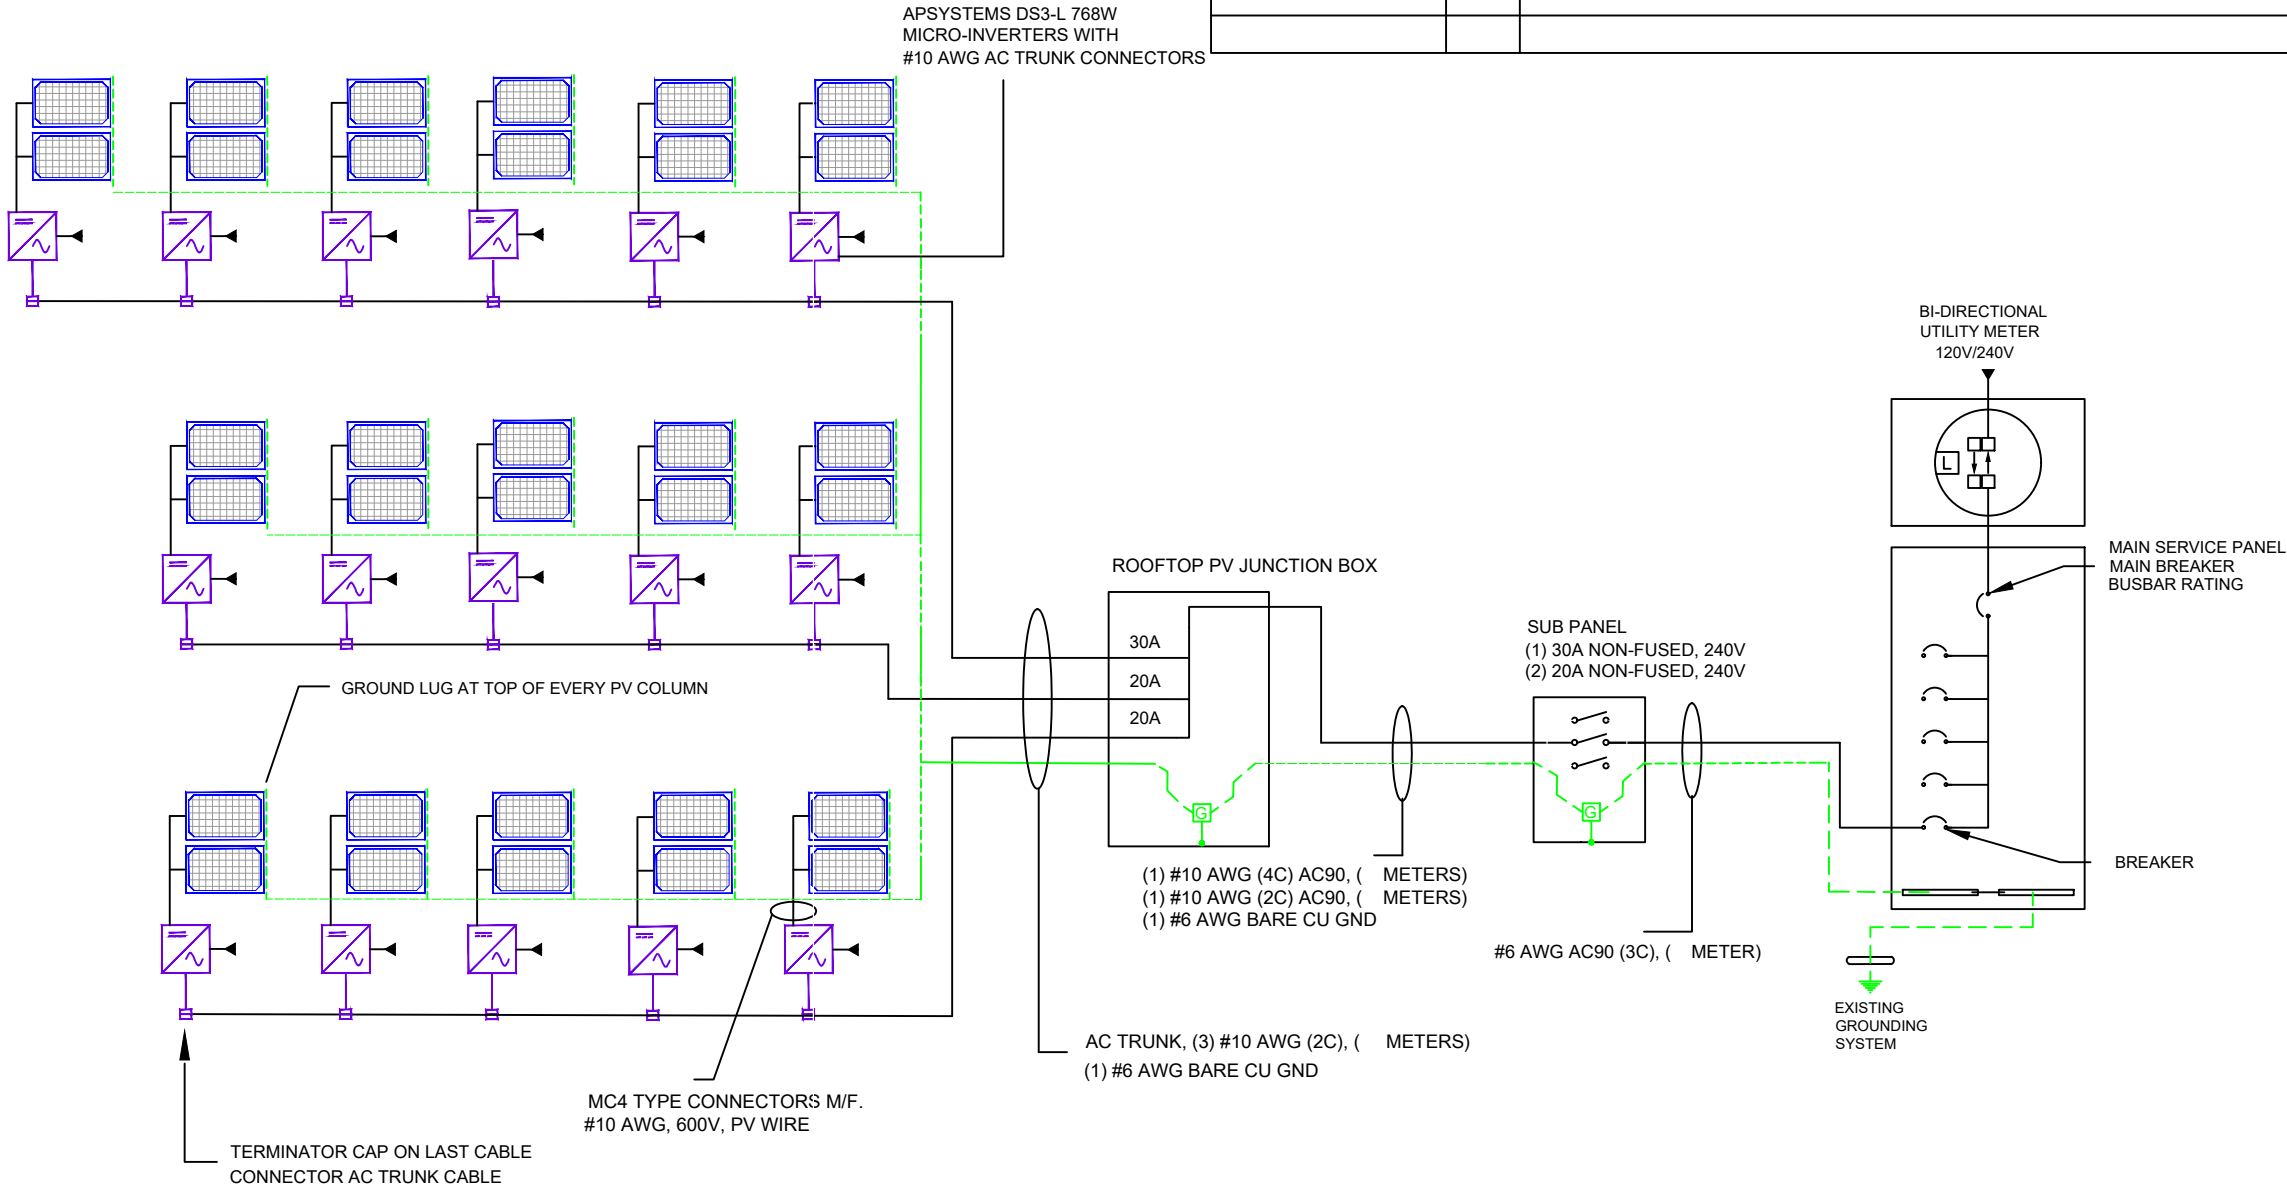 APSYSTEMS DS3-L 768W
MICRO-INVERTERS WITH
#10 AWG AC TRUNK CONNECTORS
BI-DIRECTIONAL
UTILITY METER
120V/240V
L
MAIN SERVICE PANEL
MAIN BREAKER
BUSBAR RATING
ROOFTOP PV JUNCTION BOX
30A
20A
20A
SUB PANEL
(1) 30A NON-FUSED, 240V
(2) 20A NON-FUSED, 240V
GROUND LUG AT TOP OF EVERY PV COLUMN
G
G
BREAKER
(1) #10 AWG (4C) AC90, ( METERS)
(1) #10 AWG (2C) AC90, ( METERS)
(1) #6 AWG BARE CU GND
#6 AWG AC90 (3C), ( METER)
EXISTING
GROUNDING
SYSTEM
AC TRUNK, (3) #10 AWG (2C), ( METERS)
(1) #6 AWG BARE CU GND
MC4 TYPE CONNECTORS M/F.
#10 AWG, 600V, PV WIRE
TERMINATOR CAP ON LAST CABLE
CONNECTOR AC TRUNK CABLE